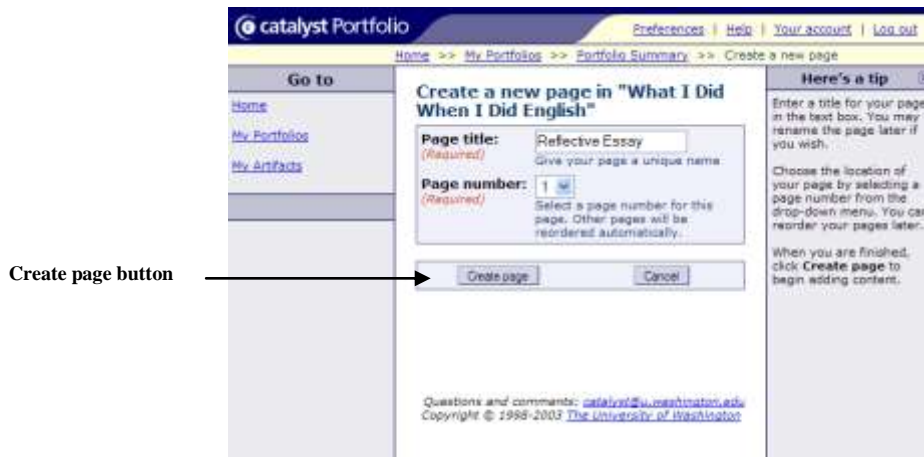 catalyst Portfolio
Preferences | Help | Your account | Log out
Home >> My Portfolios >> Portfolio Summary >> Create a new page
Go to
Home
My Portfolios
My Artifacts
Create a new page in "What I Did
When I Did English"
Page title:
(Required)
Reflective Essay
Give your page a unique name
Page number:
(Required)
1
Select a page number for this
page. Other pages will be
reordered automatically.
Create page
Cancel
Create page button
Questions and comments: catalyst@u.washington.edu
Copyright © 1998-2003 The University of Washington
Here's a tip
Enter a title for your page
in the text box. You may
rename the page later if
you wish.
Choose the location of
your page by selecting a
page number from the
drop-down menu. You can
reorder your pages later.
When you are finished,
click Create page to
begin adding content.